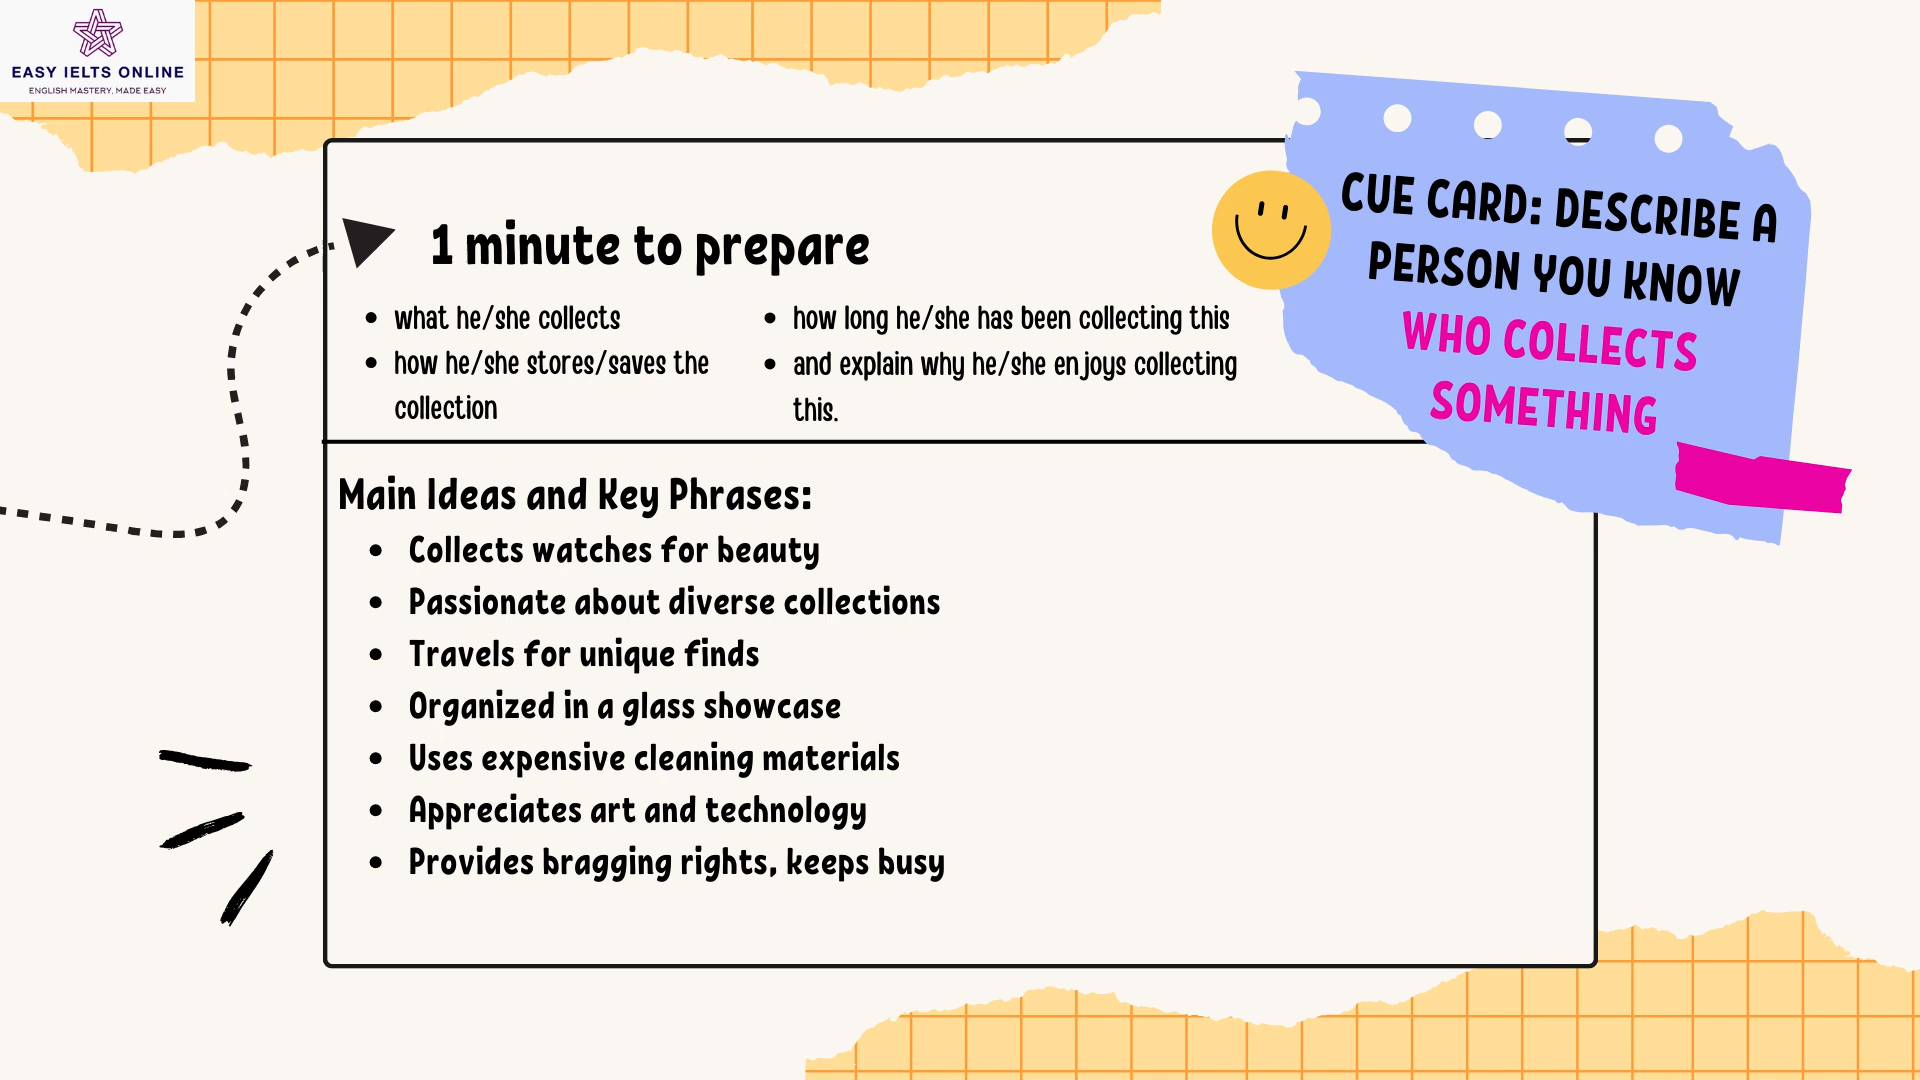 EASY IELTS ONLINE
ENGLISH MASTERY, MADE EASY
CUE CARD: DESCRIBE A
PERSON YOU KNOW
WHO COLLECTS
SOMETHING
1 minute to prepare
• what he/she collects
• how he/she stores/saves the
collection
• how long he/she has been collecting this
• and explain why he/she enjoys collecting
this.
Main Ideas and Key Phrases:
• Collects watches for beauty
• Passionate about diverse collections
• Travels for unique finds
• Organized in a glass showcase
• Uses expensive cleaning materials
• Appreciates art and technology
• Provides bragging rights, keeps busy